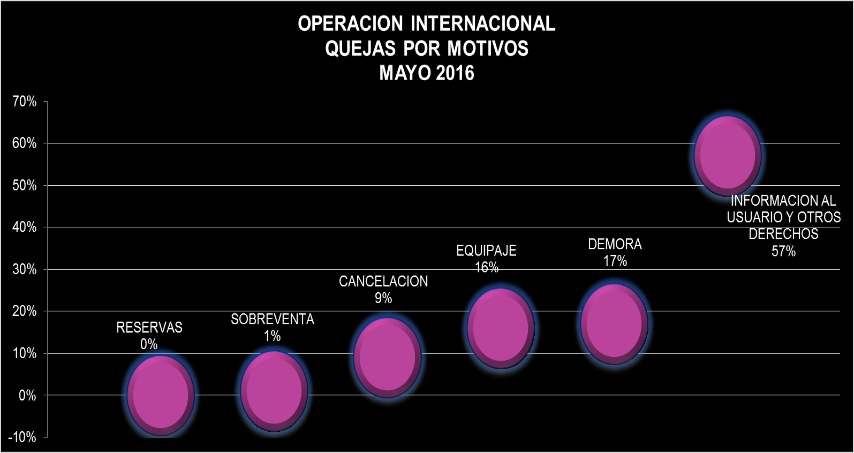 OPERACION INTERNACIONAL
QUEJAS POR MOTIVOS
MAYO 2016
70%
60%
50%
40%
30%
20%
10%
0%
-10%
RESERVAS
0%
SOBREVENTA
1%
CANCELACION
9%
EQUIPAJE
16%
DEMORA
17%
INFORMACION AL
USUARIO Y OTROS
DERECHOS
57%